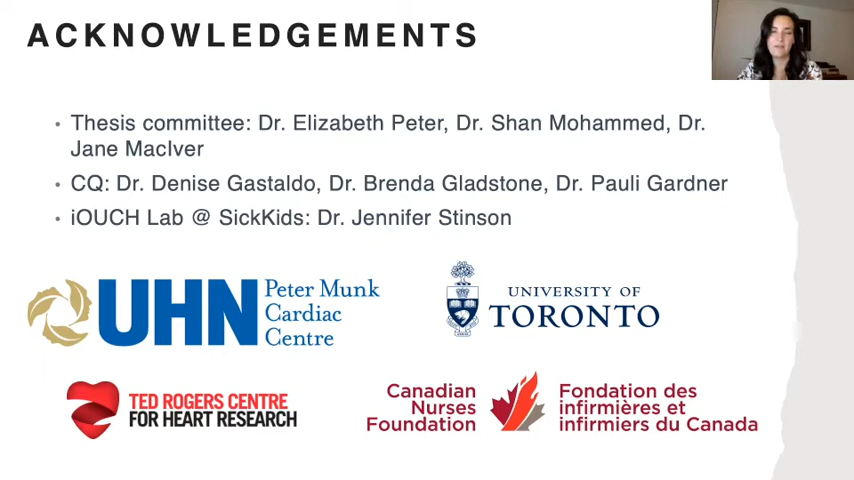 ACKNOWLEDGEMENTS
• Thesis committee: Dr. Elizabeth Peter, Dr. Shan Mohammed, Dr.
Jane MacIver
• CQ: Dr. Denise Gastaldo, Dr. Brenda Gladstone, Dr. Pauli Gardner
• iOUCH Lab @ SickKids: Dr. Jennifer Stinson
UHN
Peter Munk
Cardiac
Centre
UNIVERSITY OF
TORONTO
TED ROGERS CENTRE
FOR HEART RESEARCH
Canadian
Nurses
Foundation
Fondation des
infirmières et
infirmiers du Canada